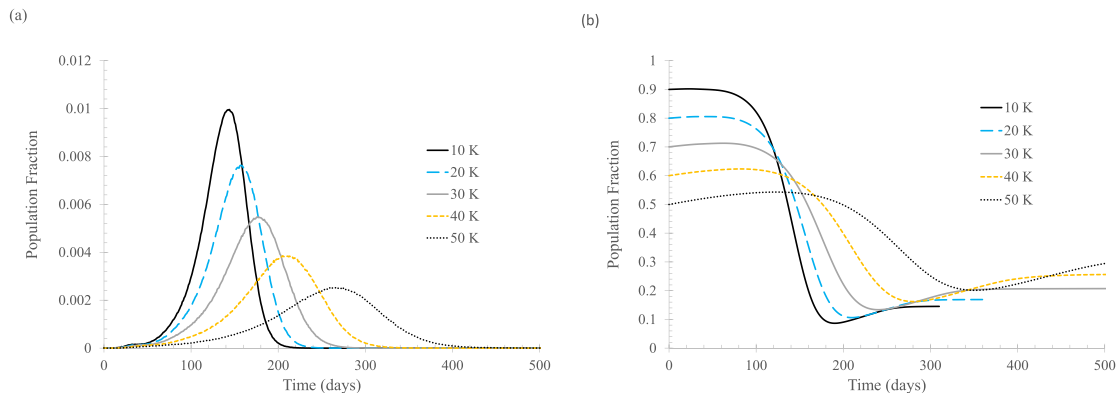 (a)
Population Fraction
0.012
0.01
0.008
0.006
0.004
0.002
0
0
100
200
300
400
500
Time (days)
10 K
20 K
30 K
40 K
50 K
(b)
Population Fraction
1
0.9
0.8
0.7
0.6
0.5
0.4
0.3
0.2
0.1
0
0
100
200
300
400
500
Time (days)
10 K
20 K
30 K
40 K
50 K